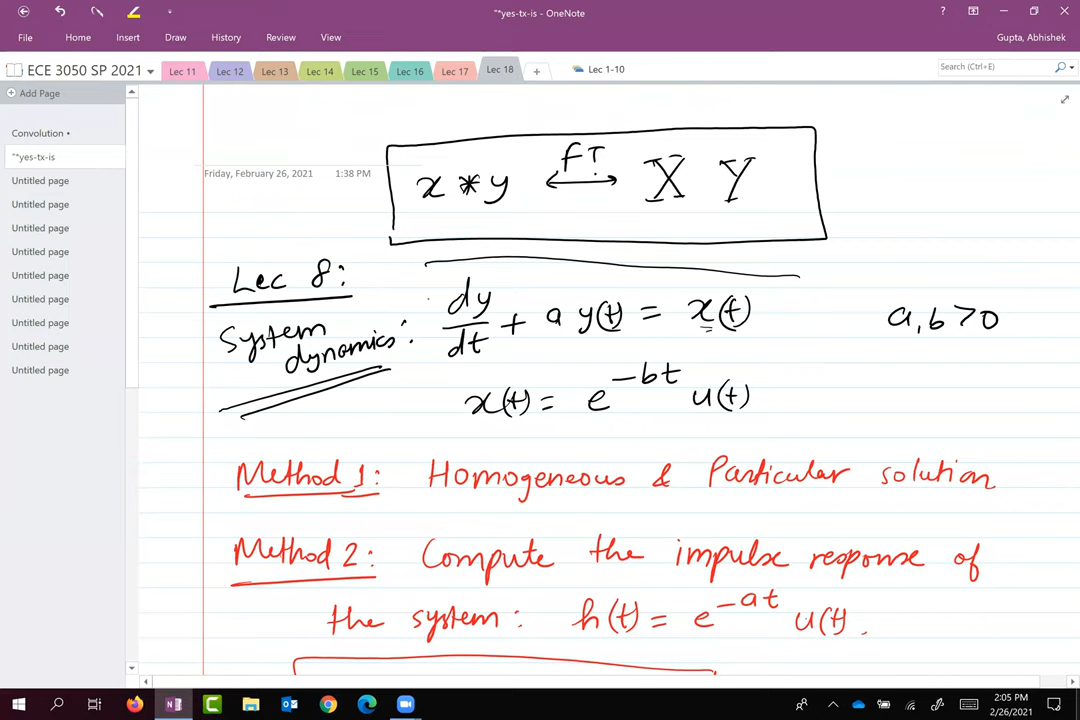 "*yes-tx-is - OneNote
?
File Home Insert Draw History Review View
Gupta, Abhishek
ECE 3050 SP 2021
Lec 11 Lec 12 Lec 13 Lec 14 Lec 15 Lec 16 Lec 17 Lec 18 + Lec 1-10
Search (Ctrl+E)
Add Page
Convolution
"*yes-tx-is
Untitled page
Untitled page
Untitled page
Untitled page
Untitled page
Untitled page
Untitled page
Untitled page
Untitled page
Friday, February 26, 2021 1:38 PM
x * y ⟷ FT X Y
Lec 8:
System dynamics: dy/dt + a y(t) = x(t) a,b > 0
x(t) = e^{-bt} u(t)
Method 1: Homogeneous & Particular solution
Method 2: Compute the impulse response of
the system: h(t) = e^{-at} u(t).
2:05 PM
2/26/2021